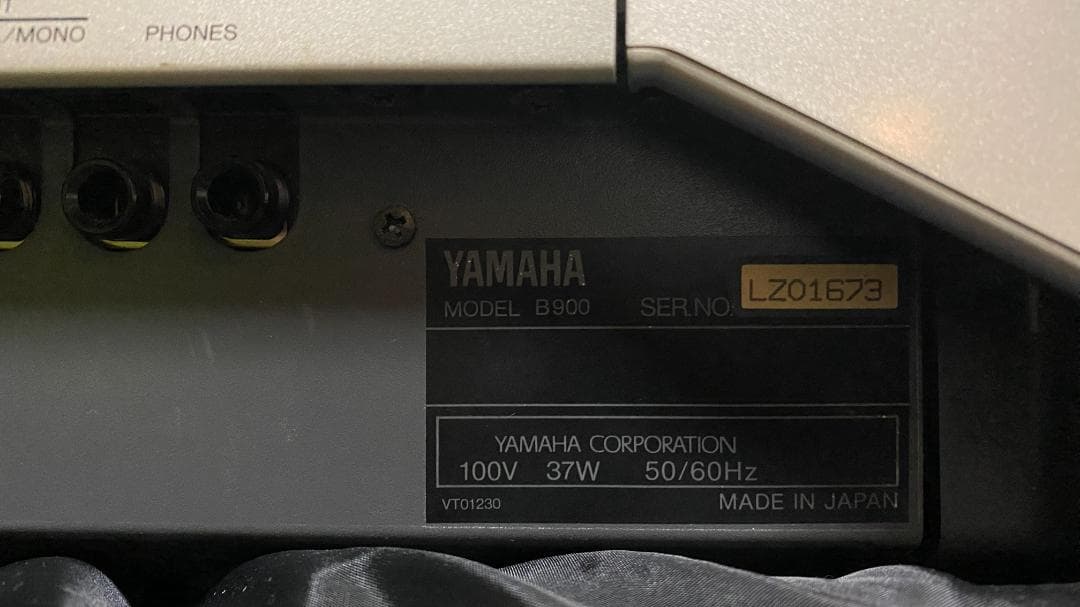 /MONO PHONES
YAMAHA
MODEL B900 SER.NO. LZ01673
YAMAHA CORPORATION
100V 37W 50/60Hz
VT01230 MADE IN JAPAN